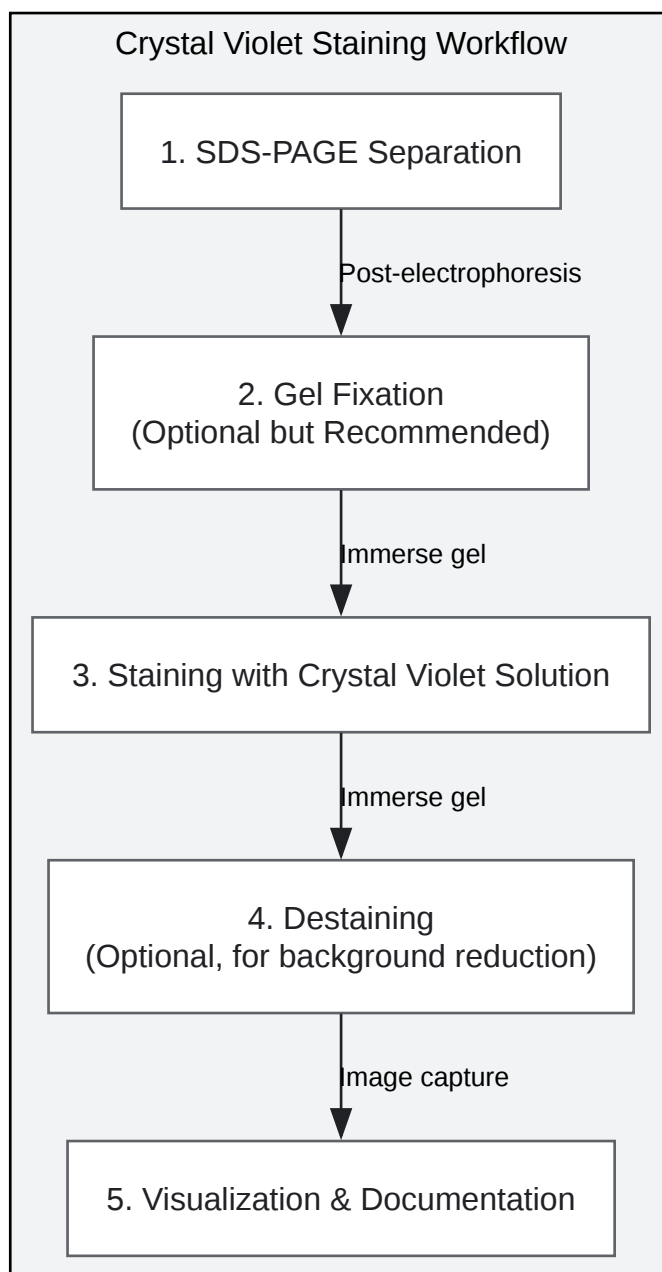 Crystal Violet Staining Workflow
1. SDS-PAGE Separation
Post-electrophoresis
2. Gel Fixation
(Optional but Recommended)
Immerse gel
3. Staining with Crystal Violet Solution
Immerse gel
4. Destaining
(Optional, for background reduction)
Image capture
5. Visualization & Documentation